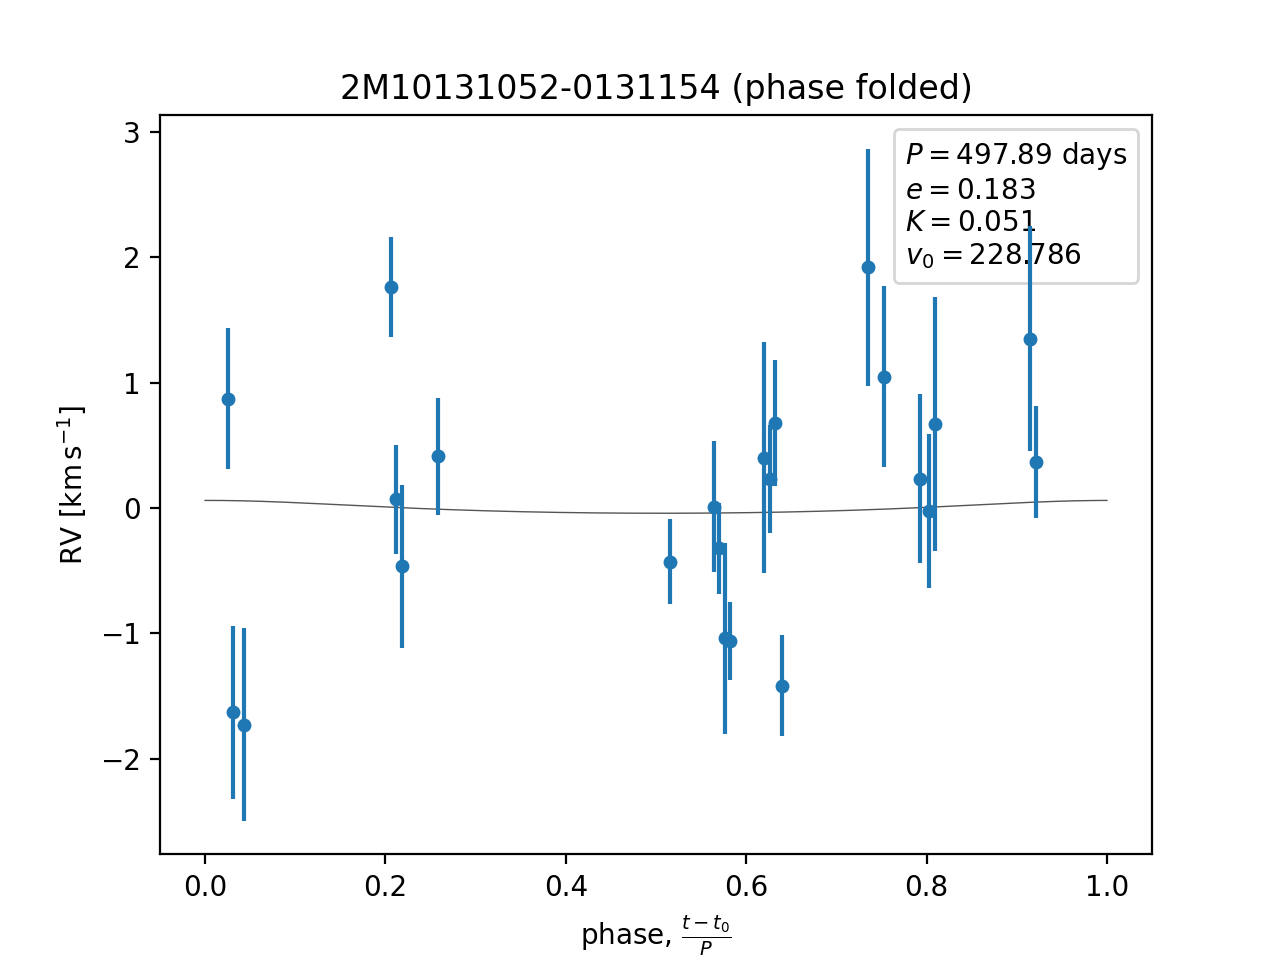 2M10131052-0131154 (phase folded)
P = 497.89 days
e = 0.183
K = 0.051
v₀ = 228.786
3
2
1
0
−1
−2
RV [km s⁻¹]
0.0 0.2 0.4 0.6 0.8 1.0
phase, (t − t₀)/P